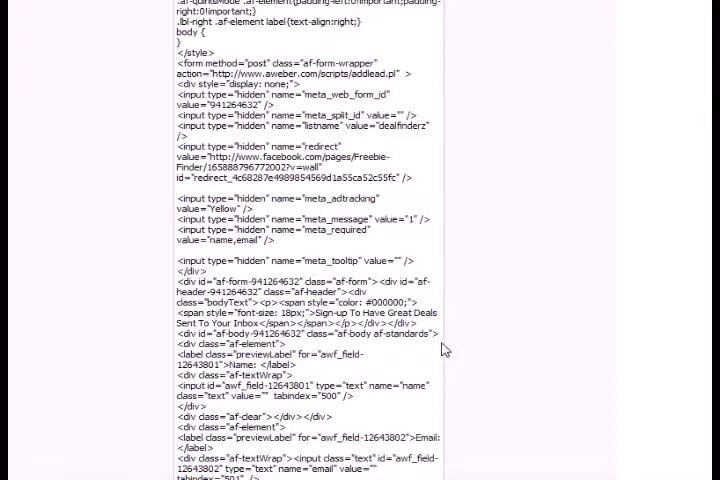 .af-quirksMode .af-element{padding-left:0!important;padding-
right:0!important;}
.lbl-right .af-element label{text-align:right;}
body {
}
</style>
<form method="post" class="af-form-wrapper"
action="http://www.aweber.com/scripts/addlead.pl"  >
<div style="display: none;">
<input type="hidden" name="meta_web_form_id"
value="941264632" />
<input type="hidden" name="meta_split_id" value="" />
<input type="hidden" name="listname" value="dealfinderz"
/>
<input type="hidden" name="redirect"
value="http://www.facebook.com/pages/Freebie-
Finder/165888796772002?v=wall"
id="redirect_4c68287e4989854569d1a55ca52c55fc" />
<input type="hidden" name="meta_adtracking"
value="Yellow" />
<input type="hidden" name="meta_message" value="1" />
<input type="hidden" name="meta_required"
value="name,email" />
<input type="hidden" name="meta_tooltip" value="" />
</div>
<div id="af-form-941264632" class="af-form"><div id="af-
header-941264632" class="af-header"><div
class="bodyText"><p><span style="color: #000000;">
<span style="font-size: 18px;">Sign-up To Have Great Deals
Sent To Your Inbox</span></span></p></div></div>
<div id="af-body-941264632" class="af-body af-standards">
<div class="af-element">
<label class="previewLabel" for="awf_field-
12643801">Name: </label>
<div class="af-textWrap">
<input id="awf_field-12643801" type="text" name="name"
class="text" value=""  tabindex="500" />
</div>
<div class="af-clear"></div></div>
<div class="af-element">
<label class="previewLabel" for="awf_field-12643802">Email:
</label>
<div class="af-textWrap"><input class="text" id="awf_field-
12643802" type="text" name="email" value=""
tabindex="501" />